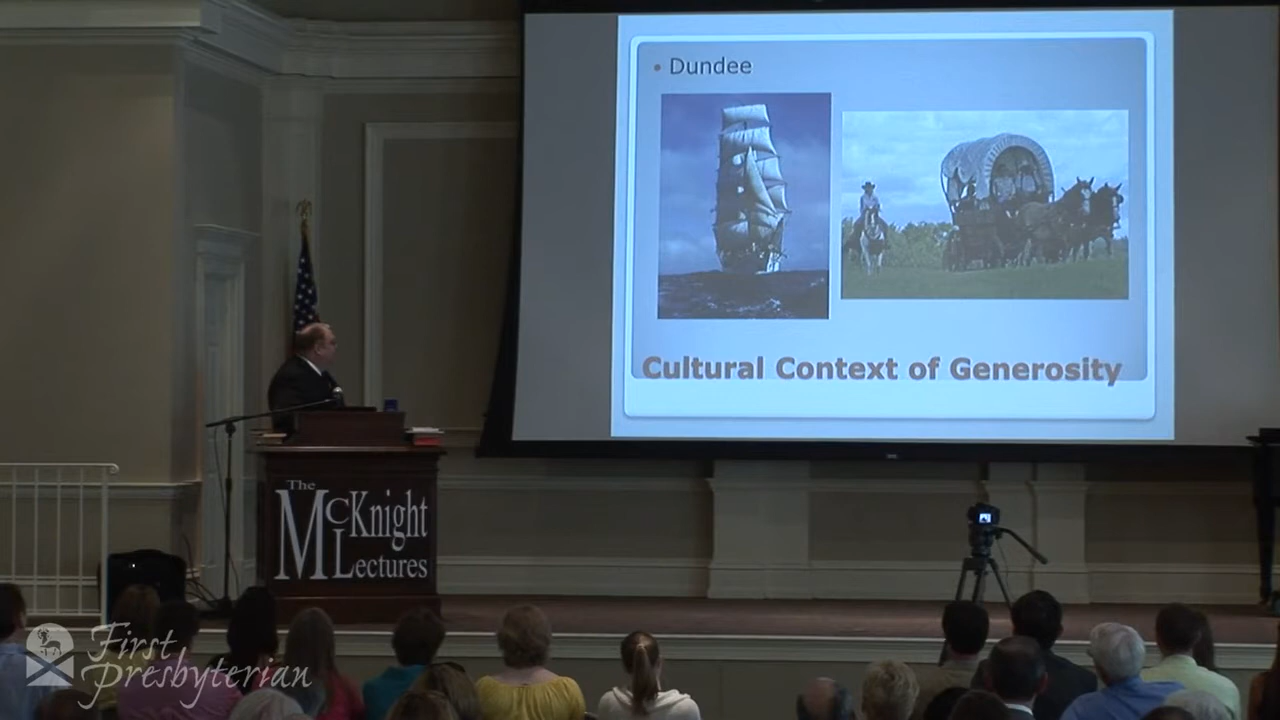 • Dundee
Cultural Context of Generosity
The
McKnight
Lectures
First
Presbyterian